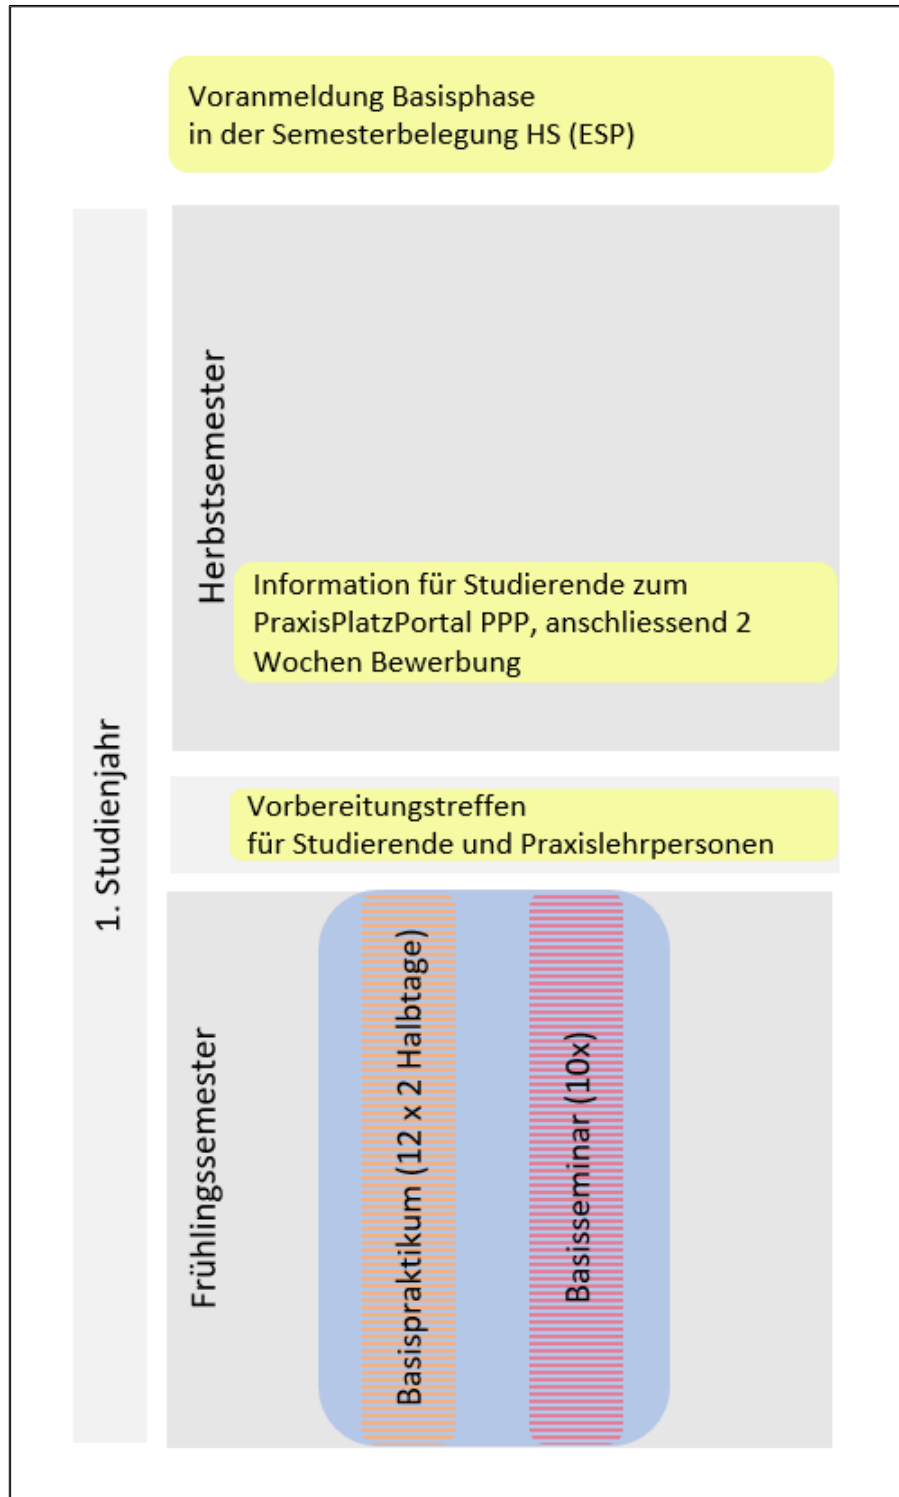 Voranmeldung Basisphase
in der Semesterbelegung HS (ESP)
1. Studienjahr
Herbstsemester
Information für Studierende zum
PraxisPlatzPortal PPP, anschliessend 2
Wochen Bewerbung
Vorbereitungstreffen
für Studierende und Praxislehrpersonen
Frühlingssemester
Basispraktikum (12 x 2 Halbtage)
Basisseminar (10x)